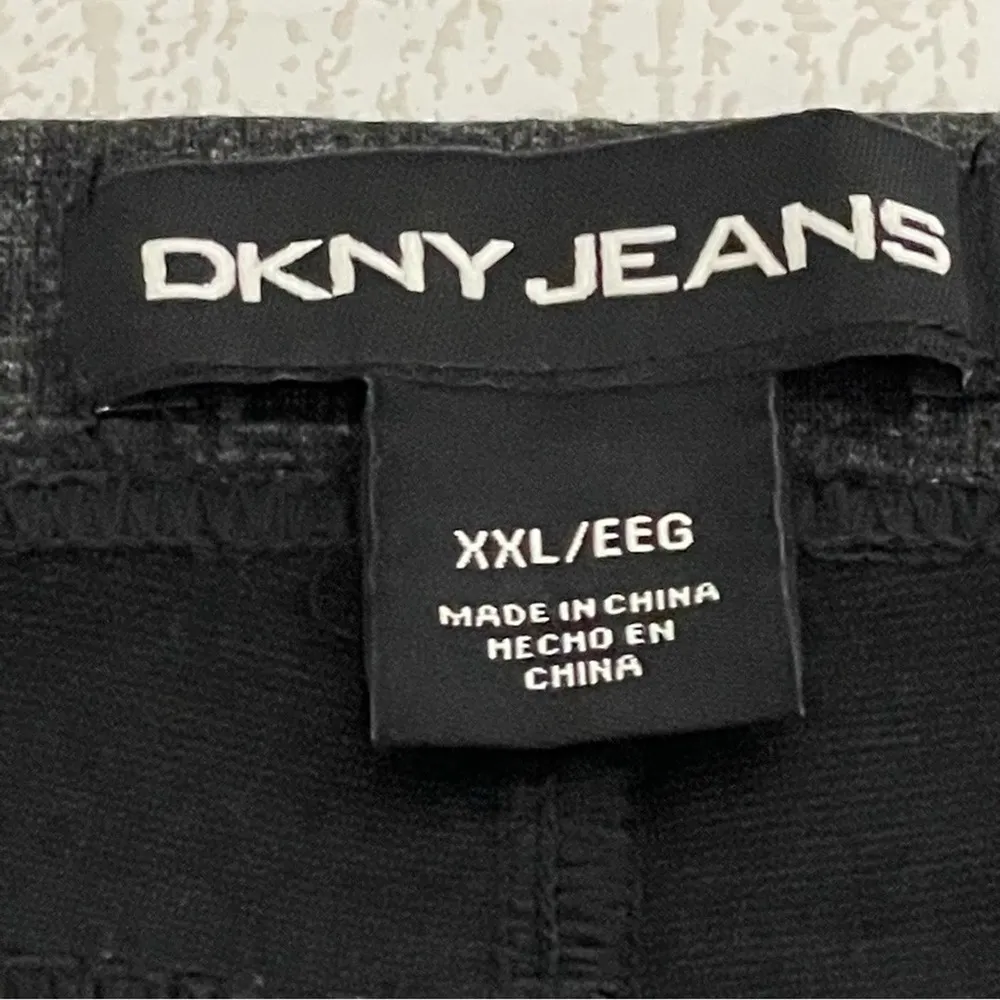 DKNY JEANS
XXL/EEG
MADE IN CHINA
HECHO EN
CHINA